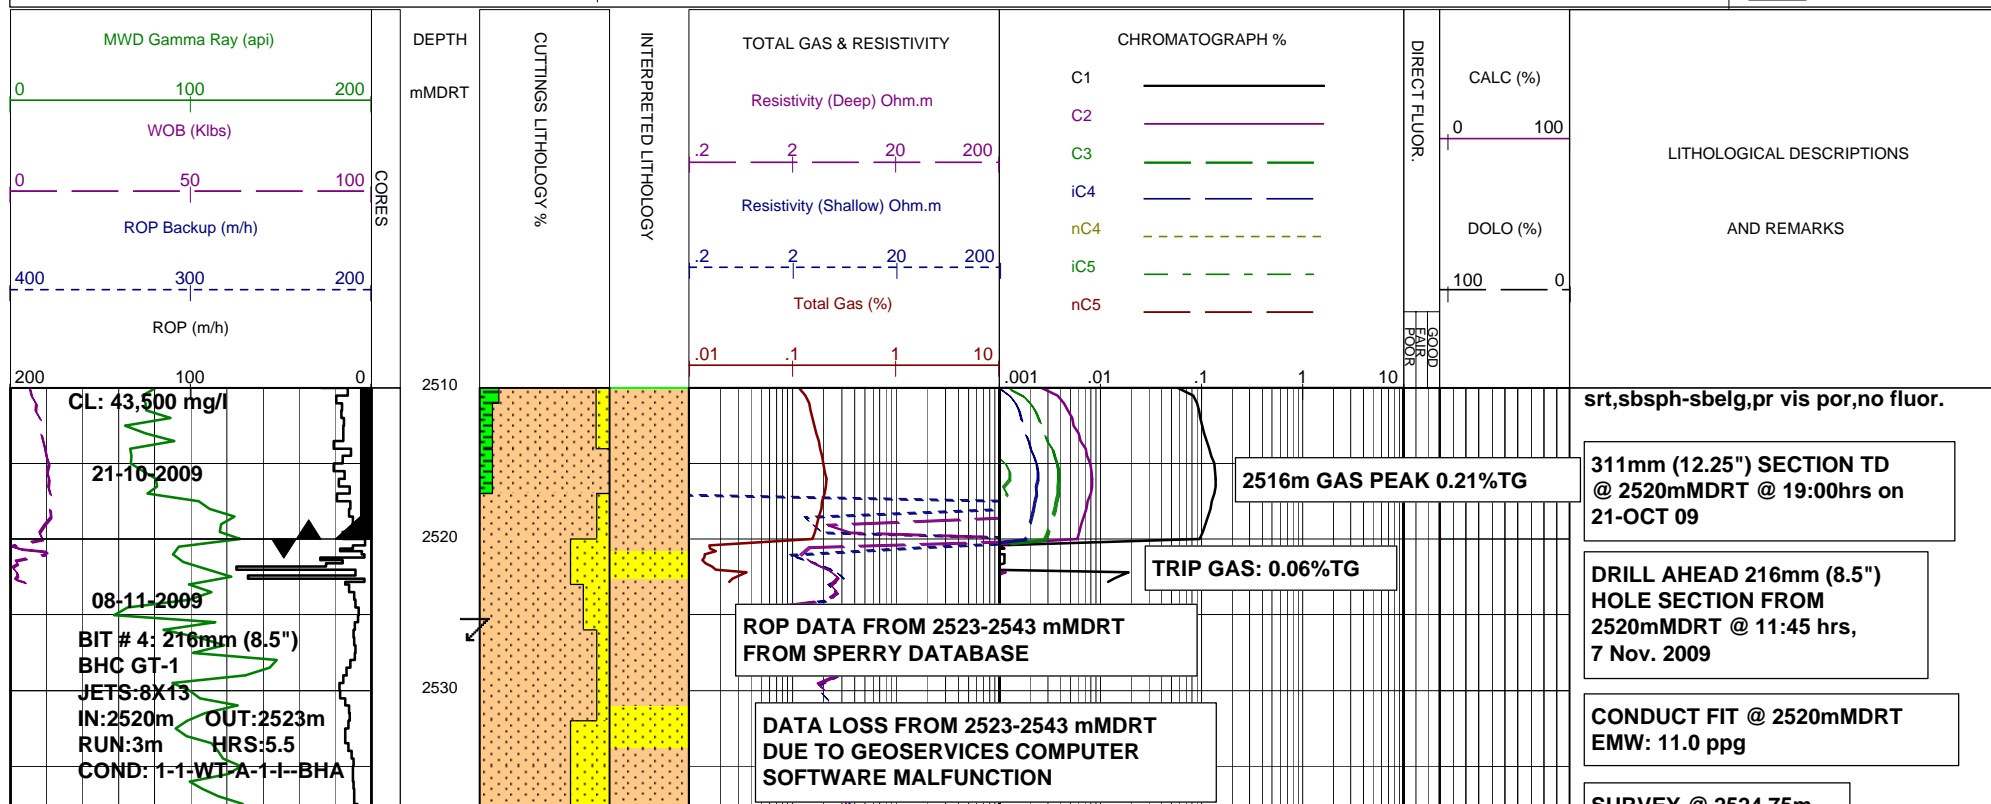 MWD Gamma Ray (api)
0 100 200
WOB (Klbs)
0 50 100
ROP Backup (m/h)
400 300 200
ROP (m/h)
200 100 0
CORES
DEPTH
mMDRT
CUTTINGS LITHOLOGY %
INTERPRETED LITHOLOGY
TOTAL GAS & RESISTIVITY
Resistivity (Deep) Ohm.m
.2 2 20 200
Resistivity (Shallow) Ohm.m
.2 2 20 200
Total Gas (%)
.01 .1 1 10
CHROMATOGRAPH %
C1
C2
C3
iC4
nC4
iC5
nC5
.001 .01 .1 1 10
DIRECT FLUOR.
POOR
FAIR
GOOD
CALC (%)
0 100
DOLO (%)
100 0
LITHOLOGICAL DESCRIPTIONS
AND REMARKS
CL: 43,500 mg/l
21-10-2009
08-11-2009
BIT # 4: 216mm (8.5")
BHC GT-1
JETS:8X13
IN:2520m OUT:2523m
RUN:3m HRS:5.5
COND: 1-1-WT-A-1-I--BHA
2510
2520
2530
2516m GAS PEAK 0.21%TG
TRIP GAS: 0.06%TG
ROP DATA FROM 2523-2543 mMDRT
FROM SPERRY DATABASE
DATA LOSS FROM 2523-2543 mMDRT
DUE TO GEOSERVICES COMPUTER
SOFTWARE MALFUNCTION
srt,sbsph-sbelg,pr vis por,no fluor.
311mm (12.25") SECTION TD
@ 2520mMDRT @ 19:00hrs on
21-OCT 09
DRILL AHEAD 216mm (8.5")
HOLE SECTION FROM
2520mMDRT @ 11:45 hrs,
7 Nov. 2009
CONDUCT FIT @ 2520mMDRT
EMW: 11.0 ppg
SURVEY @ 2524.75m